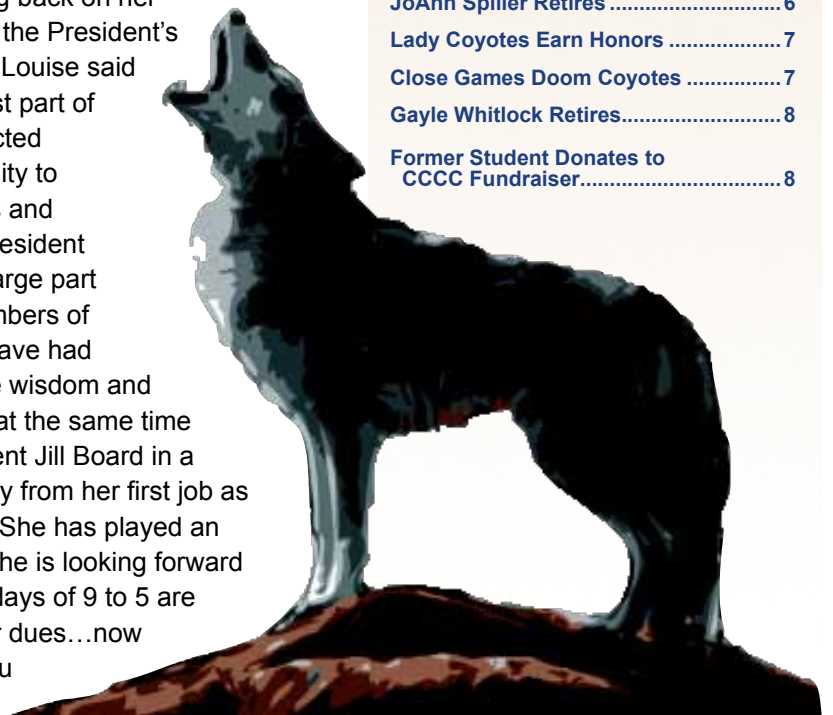 g back on her
the President's
Louise said
st part of
cted
ity to
s and
resident
arge part
nbers of
ave had
e wisdom and
at the same time
ent Jill Board in a
y from her first job as
She has played an
he is looking forward
lays of 9 to 5 are
r dues…now
u
JoAnn Spiller Retires ............................. 6
Lady Coyotes Earn Honors ................... 7
Close Games Doom Coyotes ................ 7
Gayle Whitlock Retires........................... 8
Former Student Donates to
CCCC Fundraiser.................................. 8